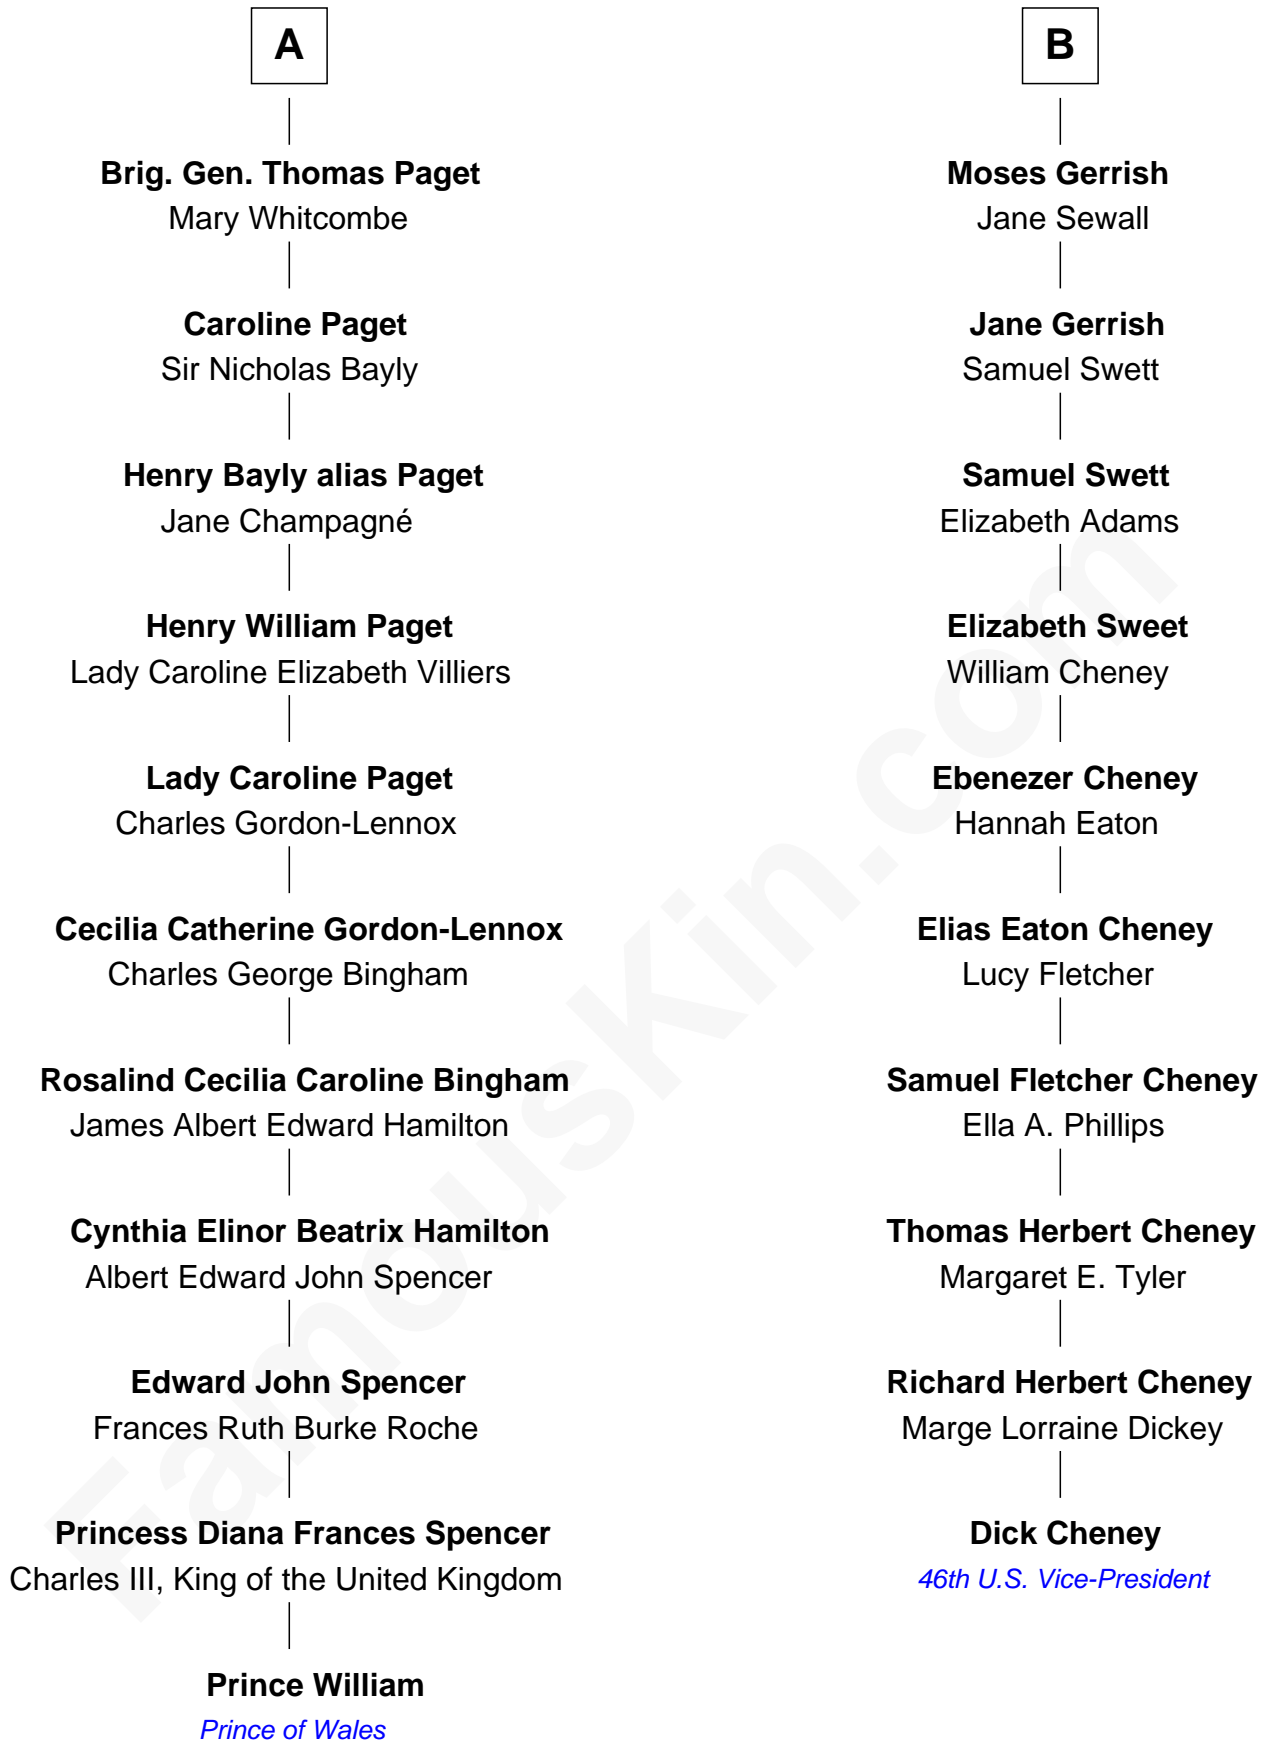 A
Brig. Gen. Thomas Paget
Mary Whitcombe
Caroline Paget
Sir Nicholas Bayly
Henry Bayly alias Paget
Jane Champagné
Henry William Paget
Lady Caroline Elizabeth Villiers
Lady Caroline Paget
Charles Gordon-Lennox
Cecilia Catherine Gordon-Lennox
Charles George Bingham
Rosalind Cecilia Caroline Bingham
James Albert Edward Hamilton
Cynthia Elinor Beatrix Hamilton
Albert Edward John Spencer
Edward John Spencer
Frances Ruth Burke Roche
Princess Diana Frances Spencer
Charles III, King of the United Kingdom
Prince William
Prince of Wales
B
Moses Gerrish
Jane Sewall
Jane Gerrish
Samuel Swett
Samuel Swett
Elizabeth Adams
Elizabeth Sweet
William Cheney
Ebenezer Cheney
Hannah Eaton
Elias Eaton Cheney
Lucy Fletcher
Samuel Fletcher Cheney
Ella A. Phillips
Thomas Herbert Cheney
Margaret E. Tyler
Richard Herbert Cheney
Marge Lorraine Dickey
Dick Cheney
46th U.S. Vice-President
FamousKin.com